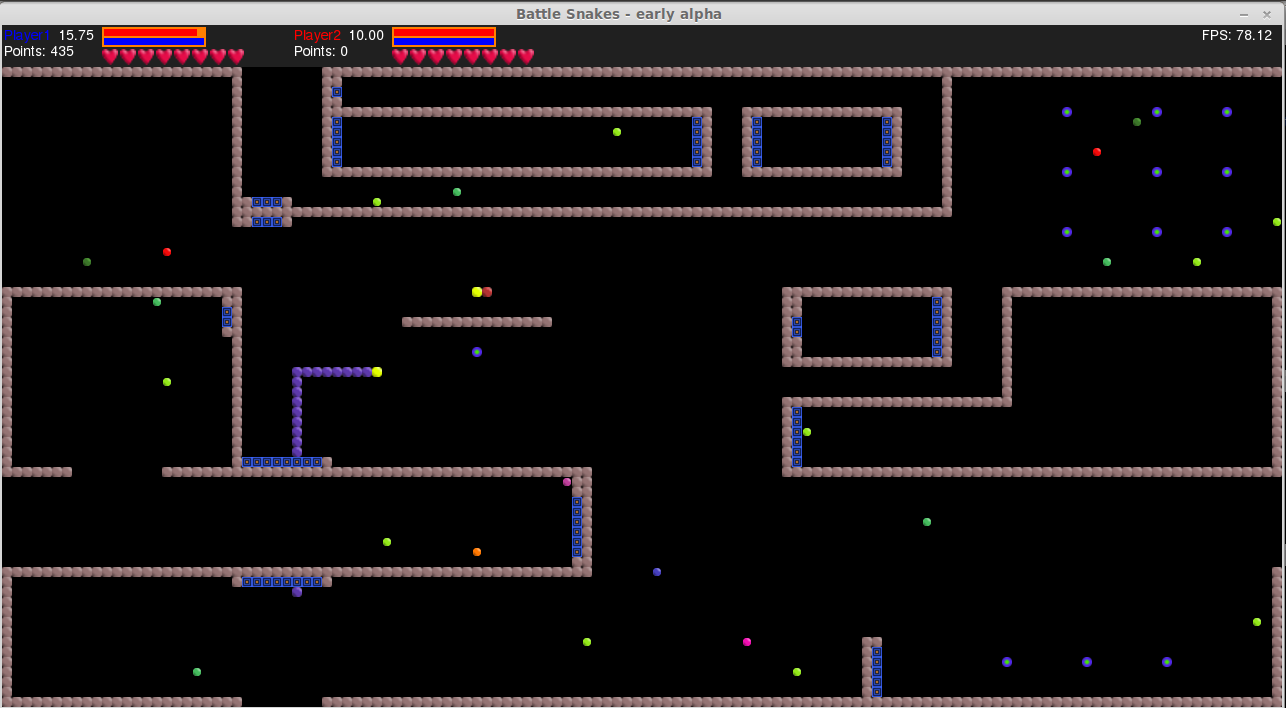 Battle Snakes - early alpha
Player1 15.75 Player2 10.00 FPS: 78.12
Points: 435 Points: 0